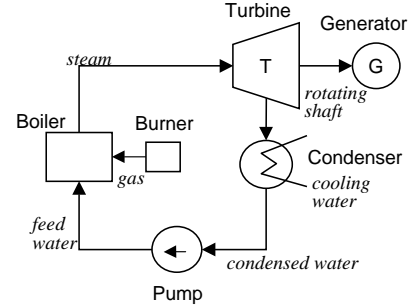 Turbine
Generator
steam
T
G
rotating
shaft
Boiler
Burner
Condenser
gas
cooling
water
feed
water
condensed water
Pump